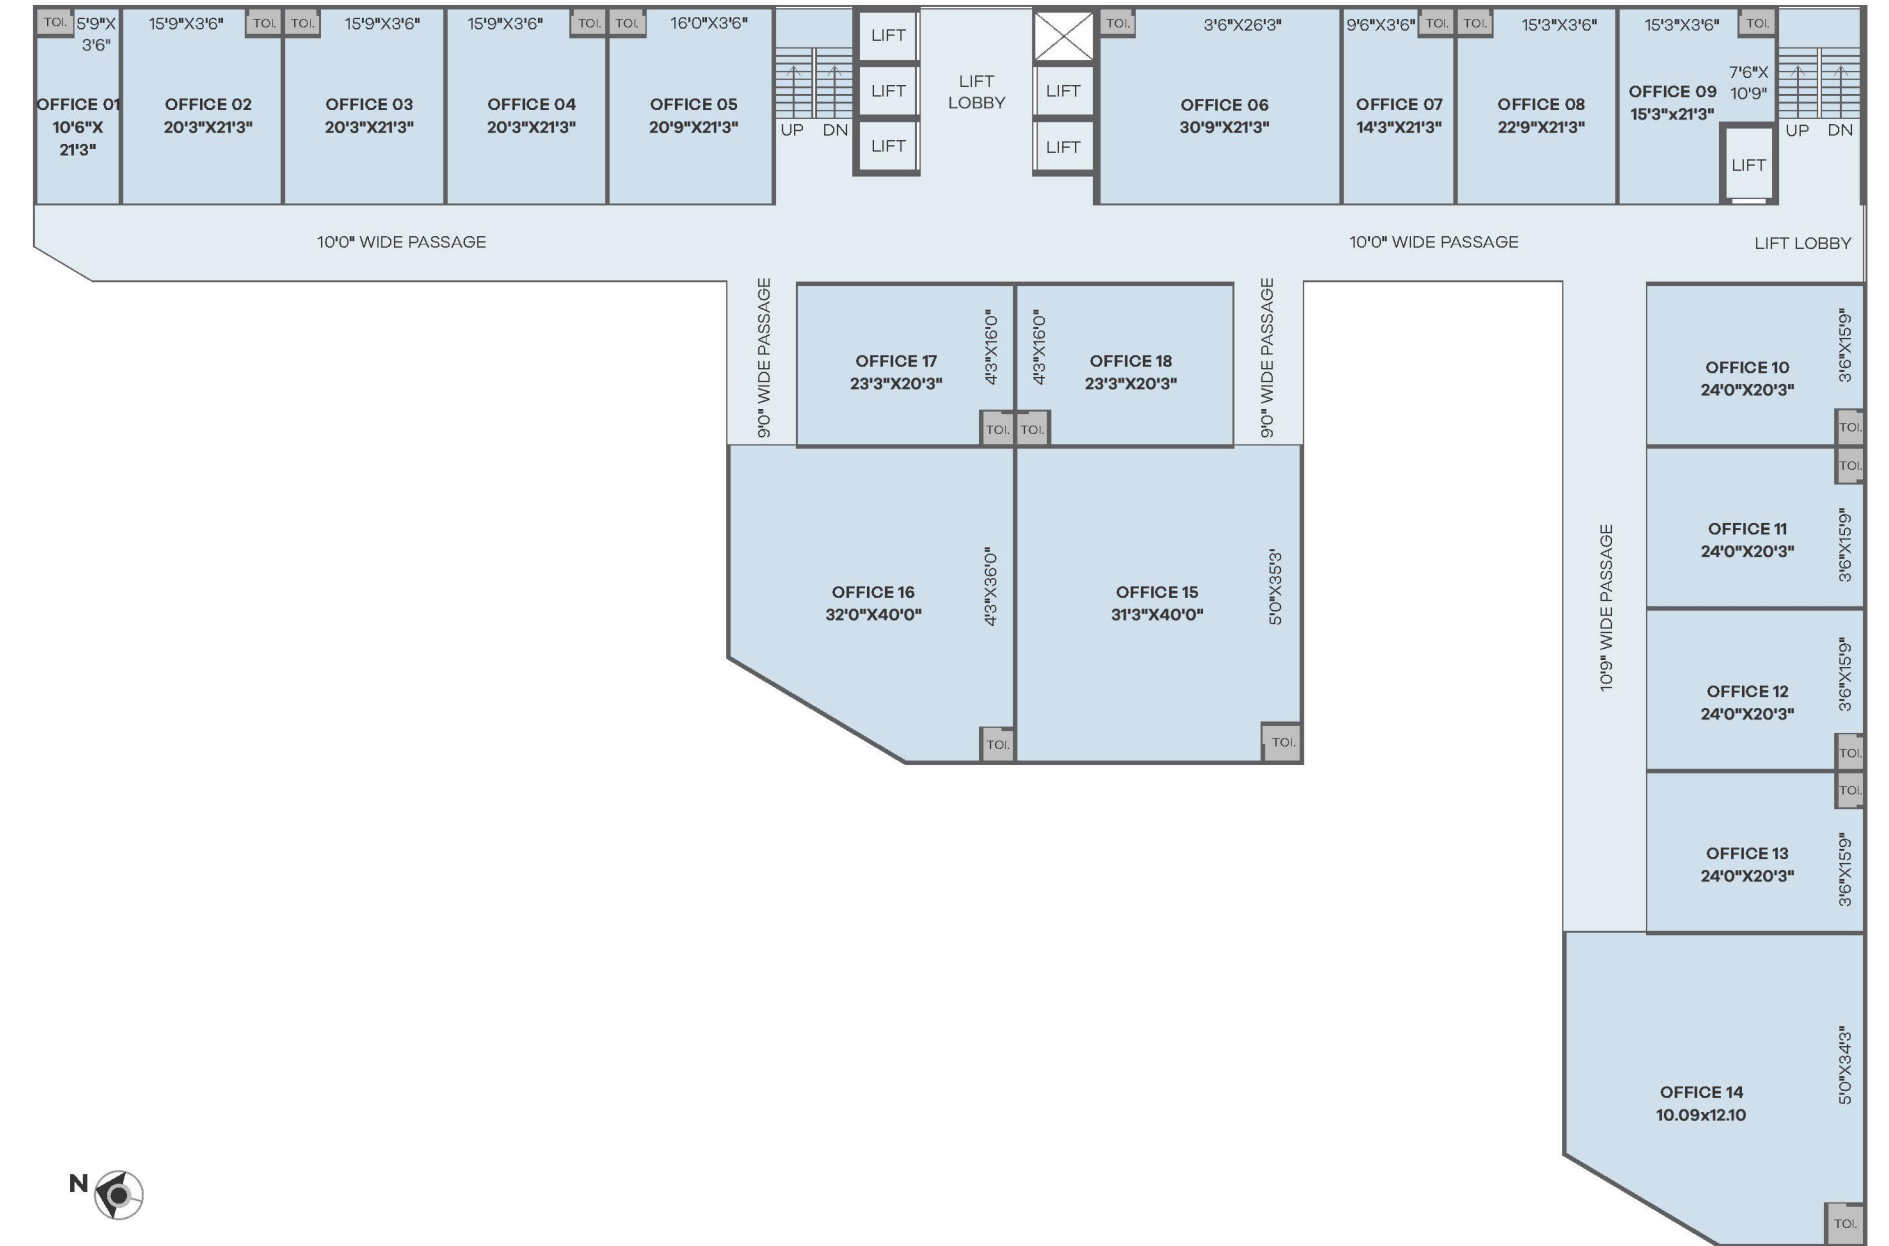 TOI.
5'9"X
3'6"
15'9"X3'6"
TOI.
TOI.
15'9"X3'6"
15'9"X3'6"
TOI.
TOI.
16'0"X3'6"
LIFT
TOI.
3'6"X26'3"
9'6"X3'6"
TOI.
TOI.
15'3"X3'6"
15'3"X3'6"
TOI.
OFFICE 01
10'6"X
21'3"
OFFICE 02
20'3"X21'3"
OFFICE 03
20'3"X21'3"
OFFICE 04
20'3"X21'3"
OFFICE 05
20'9"X21'3"
UP
DN
LIFT
LIFT
LIFT
LOBBY
LIFT
LIFT
OFFICE 06
30'9"X21'3"
OFFICE 07
14'3"X21'3"
OFFICE 08
22'9"X21'3"
OFFICE 09
15'3"x21'3"
7'6"X
10'9"
LIFT
UP
DN
10'0" WIDE PASSAGE
10'0" WIDE PASSAGE
LIFT LOBBY
9'0" WIDE PASSAGE
OFFICE 17
23'3"X20'3"
4'3"X16'0"
TOI.
4'3"X16'0"
TOI.
OFFICE 18
23'3"X20'3"
9'0" WIDE PASSAGE
OFFICE 10
24'0"X20'3"
3'6"X15'9"
TOI.
OFFICE 16
32'0"X40'0"
4'3"X36'0"
TOI.
OFFICE 15
31'3"X40'0"
5'0"X35'3'
TOI.
10'9" WIDE PASSAGE
TOI.
OFFICE 11
24'0"X20'3"
3'6"X15'9"
OFFICE 12
24'0"X20'3"
3'6"X15'9"
TOI.
TOI.
OFFICE 13
24'0"X20'3"
3'6"X15'9"
OFFICE 14
10.09x12.10
5'0"X34'3"
TOI.
N